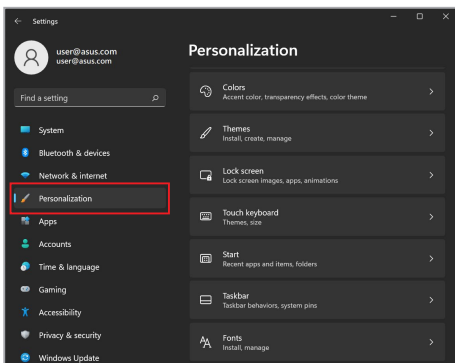 Settings
user@asus.com
user@asus.com
Find a setting
System
Bluetooth & devices
Network & internet
Personalization
Apps
Accounts
Time & language
Gaming
Accessibility
Privacy & security
Windows Update
Personalization
Colors
Accent color, transparency effects, color theme
Themes
Install, create, manage
Lock screen
Lock screen images, apps, animations
Touch keyboard
Themes, size
Start
Recent apps and items, folders
Taskbar
Taskbar behaviors, system pins
Fonts
Install, manage